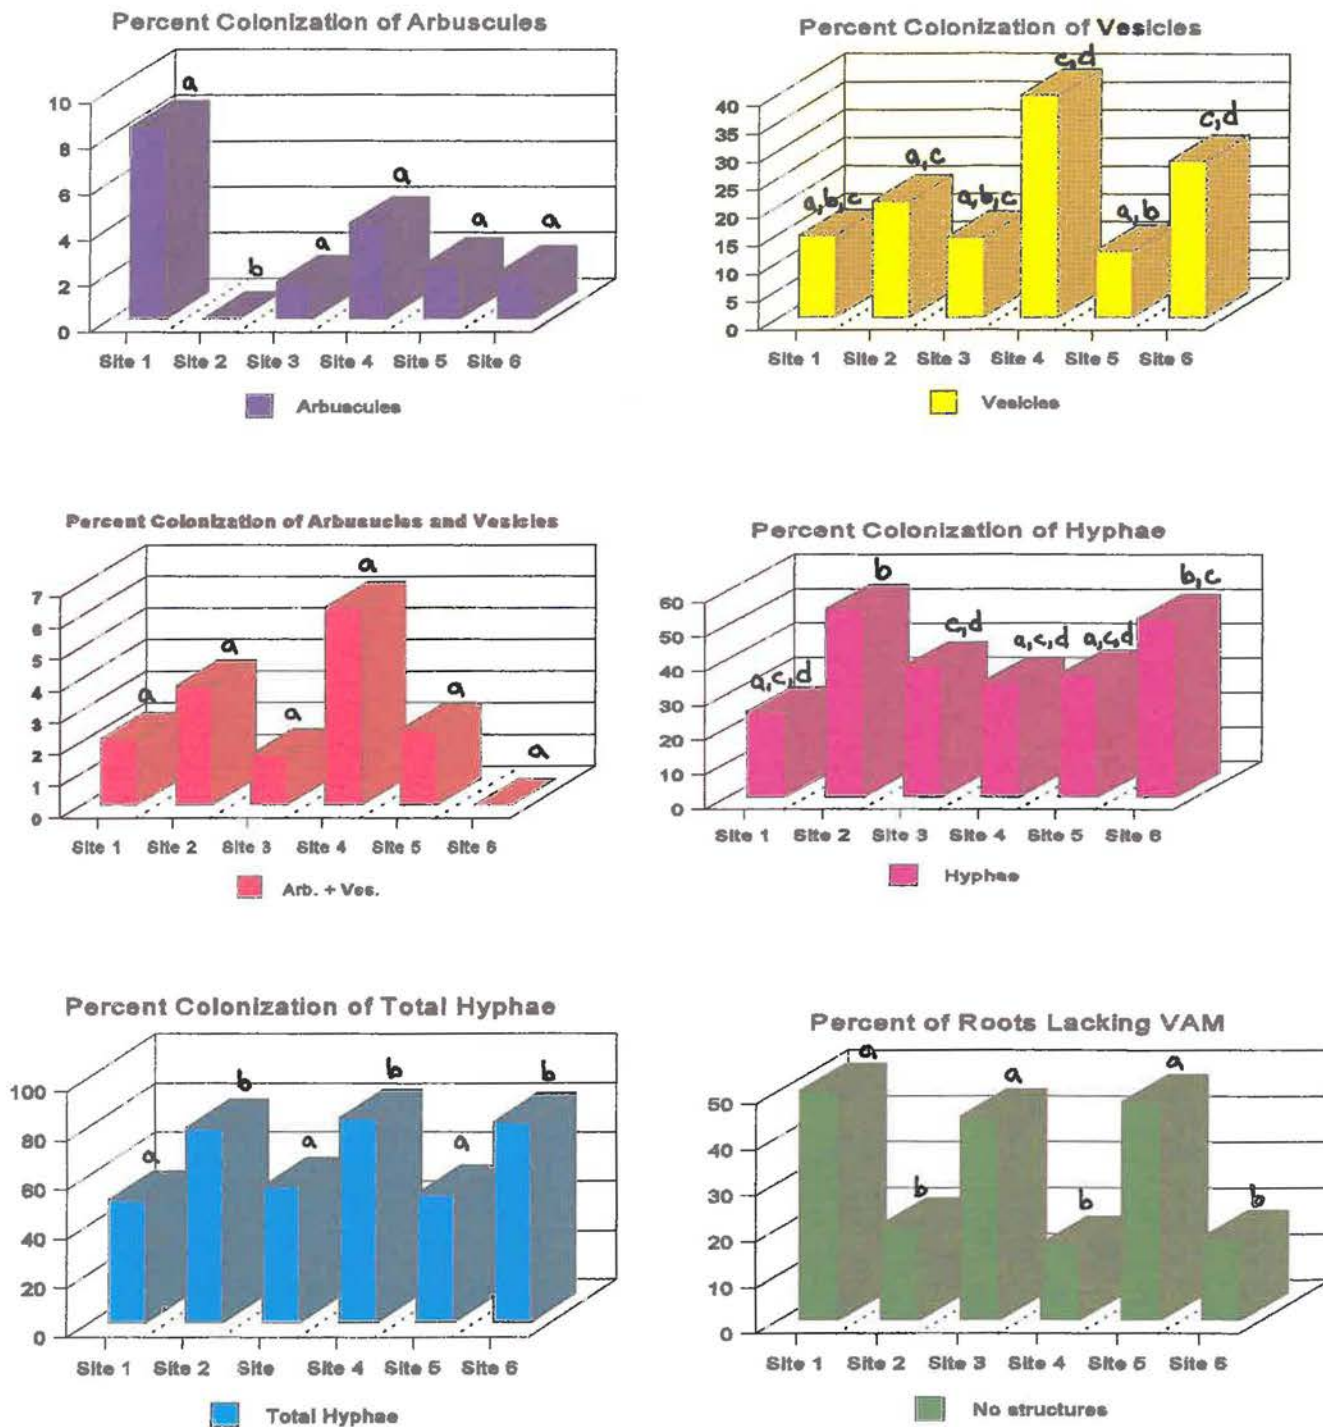 Percent Colonization of Arbuscules
a
10
8
a
6
4
b
a
a
a
2
0
Site 1 Site 2 Site 3 Site 4 Site 5 Site 6
Arbuscules
Percent Colonization of Vesicles
c,d
40
35
c,d
30
a,c
25
a,b,c
a,b,c
20
a,b
15
10
5
0
Site 1 Site 2 Site 3 Site 4 Site 5 Site 6
Vesicles
Percent Colonization of Arbusucles and Vesicles
a
7
6
a
5
4
a
a
a
3
2
a
1
0
Site 1 Site 2 Site 3 Site 4 Site 5 Site 6
Arb. + Ves.
Percent Colonization of Hyphae
b
b,c
60
c,d
50
a,c,d
a,c,d
40
a,c,d
30
20
10
0
Site 1 Site 2 Site 3 Site 4 Site 5 Site 6
Hyphae
Percent Colonization of Total Hyphae
b
b
b
100
80
a
a
a
60
40
20
0
Site 1 Site 2 Site Site 4 Site 5 Site 6
Total Hyphae
Percent of Roots Lacking VAM
a
a
a
50
40
30
b
b
b
20
10
0
Site 1 Site 2 Site 3 Site 4 Site 5 Site 6
No structures